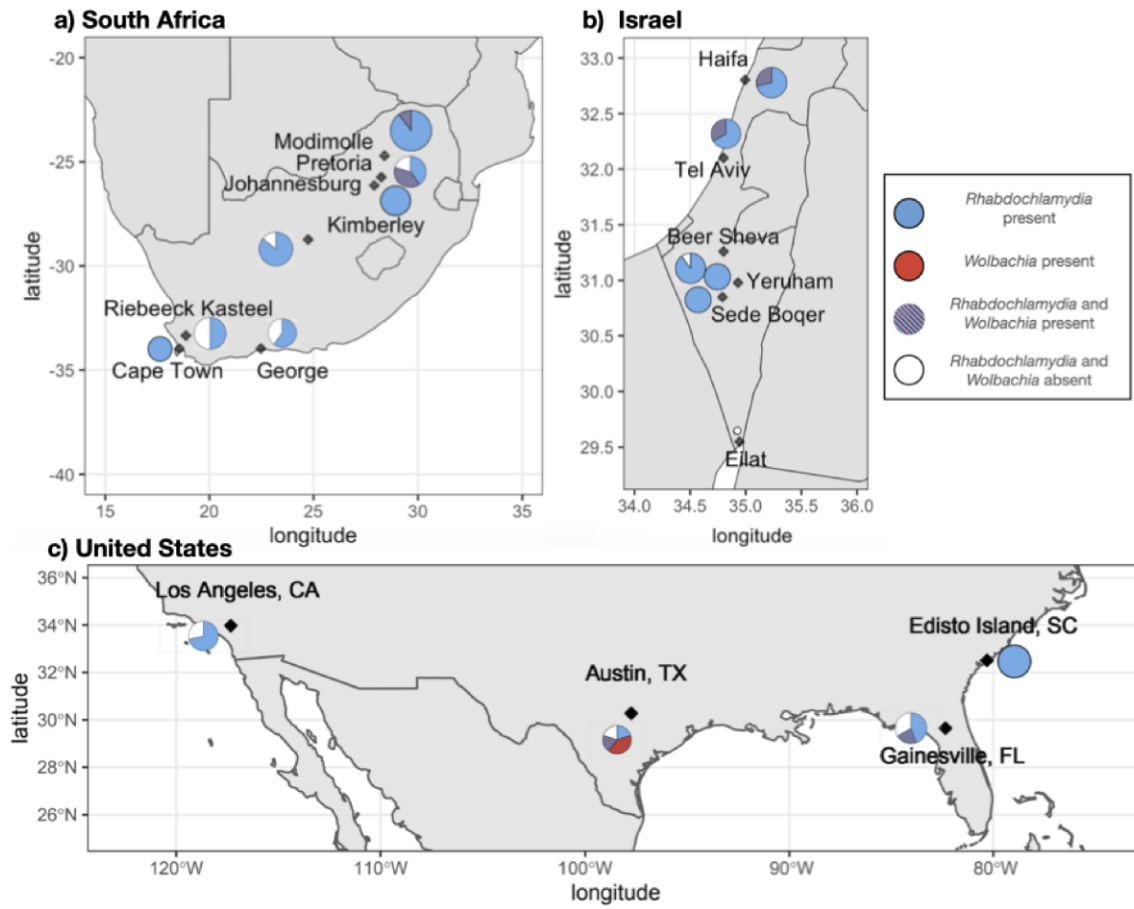 a) South Africa
-20
-25
-30
-35
-40
latitude
Modimolle
Pretoria
Johannesburg
Kimberley
Riebeeck Kasteel
Cape Town
George
15
20
25
30
35
longitude
b) Israel
33.0
32.5
32.0
31.5
31.0
30.5
30.0
29.5
latitude
Haifa
Tel Aviv
Beer Sheva
Yeruham
Sede Boqer
Eilat
34.0
34.5
35.0
35.5
36.0
longitude
Rhabdochlamydia
present
Wolbachia present
Rhabdochlamydia and
Wolbachia present
Rhabdochlamydia and
Wolbachia absent
c) United States
36°N
34°N
32°N
30°N
28°N
26°N
latitude
Los Angeles, CA
Edisto Island, SC
Austin, TX
Gainesville, FL
120°W
110°W
100°W
90°W
80°W
longitude